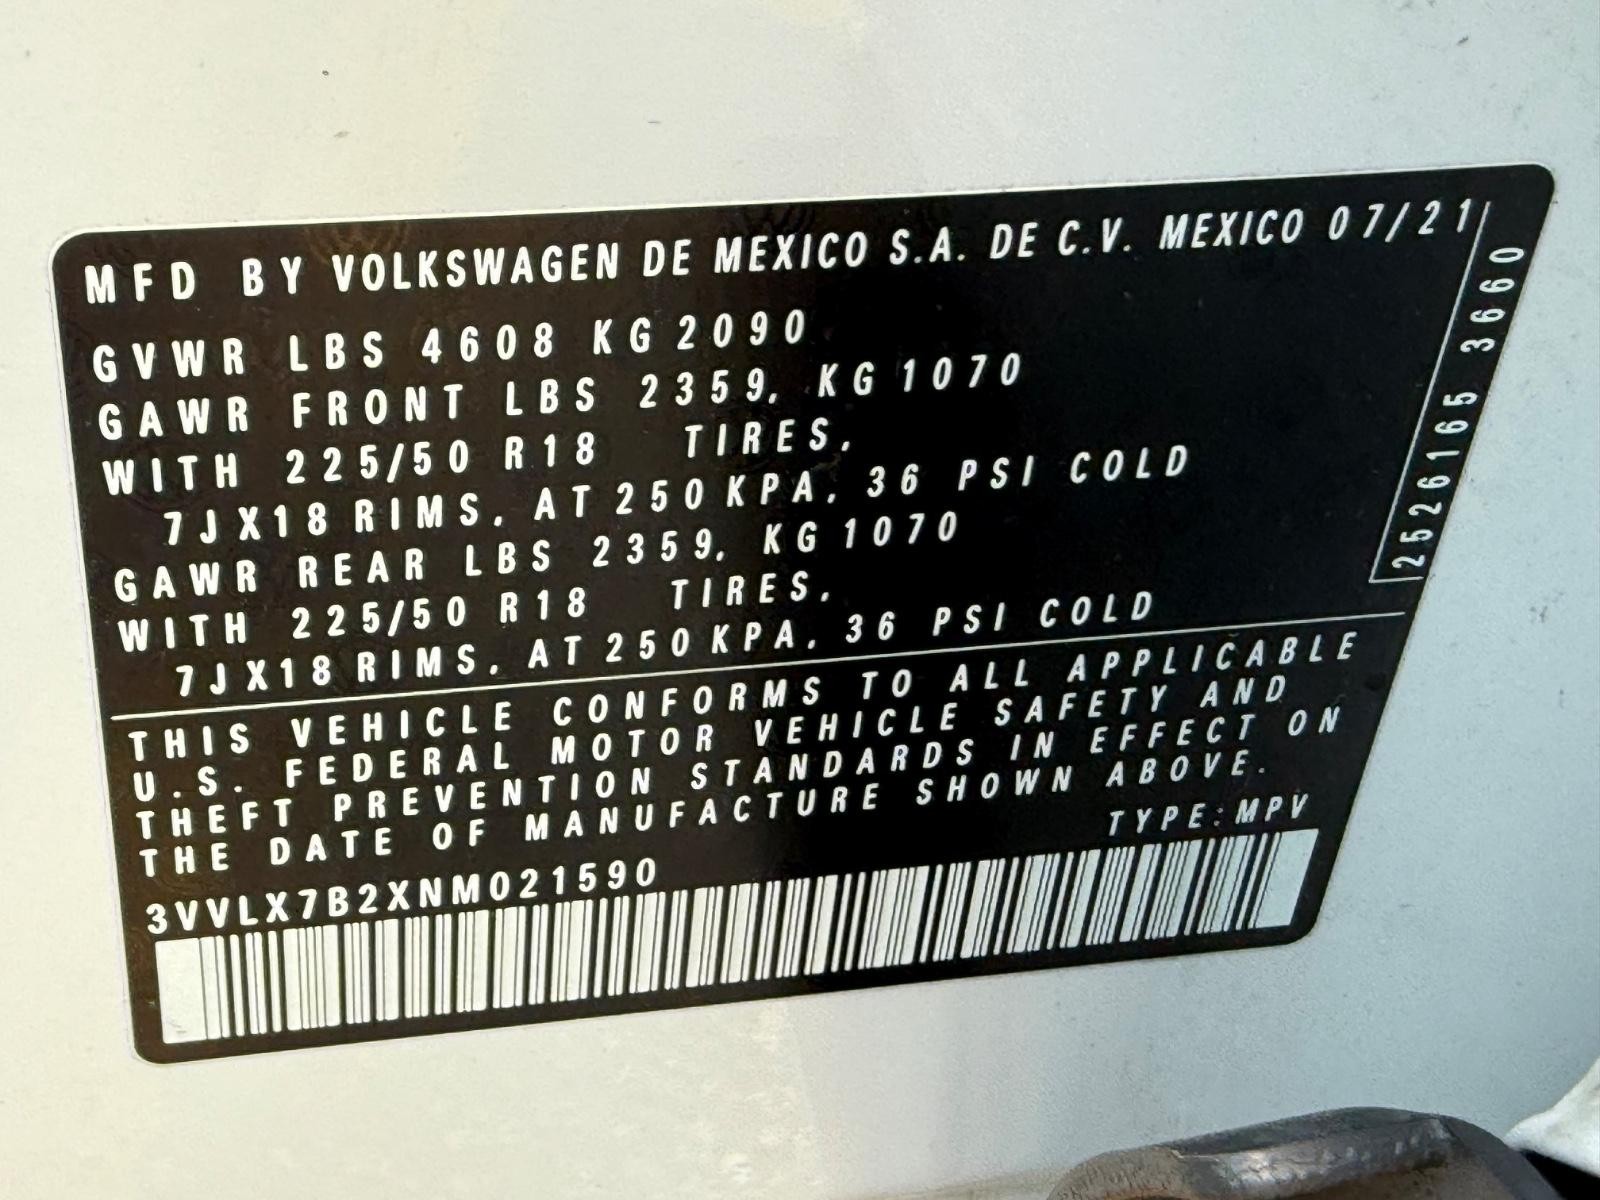 MFD BY VOLKSWAGEN DE MEXICO S.A. DE C.V. MEXICO 07/21
GVWR LBS 4608 KG 2090
GAWR FRONT LBS 2359, KG 1070
WITH 225/50 R18 TIRES,
7JX18 RIMS, AT 250 KPA, 36 PSI COLD
GAWR REAR LBS 2359, KG 1070
WITH 225/50 R18 TIRES,
7JX18 RIMS, AT 250 KPA, 36 PSI COLD
2526165 3660
THIS VEHICLE CONFORMS TO ALL APPLICABLE
U.S. FEDERAL MOTOR VEHICLE SAFETY AND
THEFT PREVENTION STANDARDS IN EFFECT ON
THE DATE OF MANUFACTURE SHOWN ABOVE.
TYPE: MPV
3VVLX7B2XNM021590